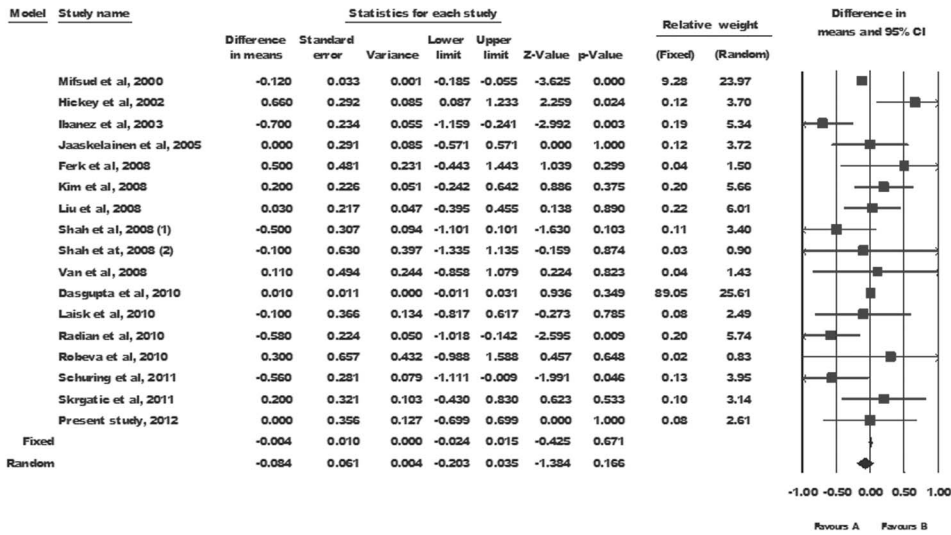 Model Study name Statistics for each study Relative weight Difference in means and 95% CI
Difference in means Standard error Variance Lower limit Upper limit Z-Value p-Value (Fixed) (Random)
Mifsud et al, 2000 -0.120 0.033 0.001 -0.185 -0.055 -3.625 0.000 9.28 23.97
Hickey et al, 2002 0.660 0.292 0.085 0.087 1.233 2.259 0.024 0.12 3.70
Ibanez et al, 2003 -0.700 0.234 0.055 -1.159 -0.241 -2.992 0.003 0.19 5.34
Jaaskelainen et al, 2005 0.000 0.291 0.085 -0.571 0.571 0.000 1.000 0.12 3.72
Ferk et al, 2008 0.500 0.481 0.231 -0.443 1.443 1.039 0.299 0.04 1.50
Kim et al, 2008 0.200 0.226 0.051 -0.242 0.642 0.886 0.375 0.20 5.66
Liu et al, 2008 0.030 0.217 0.047 -0.395 0.455 0.138 0.890 0.22 6.01
Shah et al, 2008 (1) -0.500 0.307 0.094 -1.101 0.101 -1.630 0.103 0.11 3.40
Shah et at, 2008 (2) -0.100 0.630 0.397 -1.335 1.135 -0.159 0.874 0.03 0.90
Van et al, 2008 0.110 0.494 0.244 -0.858 1.079 0.224 0.823 0.04 1.43
Dasgupta et al, 2010 0.010 0.011 0.000 -0.011 0.031 0.936 0.349 89.05 25.61
Laisk et al, 2010 -0.100 0.366 0.134 -0.817 0.617 -0.273 0.785 0.08 2.49
Radian et al, 2010 -0.580 0.224 0.050 -1.018 -0.142 -2.595 0.009 0.20 5.74
Robeva et al, 2010 0.300 0.657 0.432 -0.988 1.588 0.457 0.648 0.02 0.83
Schuring et al, 2011 -0.560 0.281 0.079 -1.111 -0.009 -1.991 0.046 0.13 3.95
Skrgatic et al, 2011 0.200 0.321 0.103 -0.430 0.830 0.623 0.533 0.10 3.14
Present study, 2012 0.000 0.356 0.127 -0.699 0.699 0.000 1.000 0.08 2.61
Fixed -0.004 0.010 0.000 -0.024 0.015 -0.425 0.671
Random -0.084 0.061 0.004 -0.203 0.035 -1.384 0.166
-1.00 -0.50 0.00 0.50 1.00
Favours A Favours B